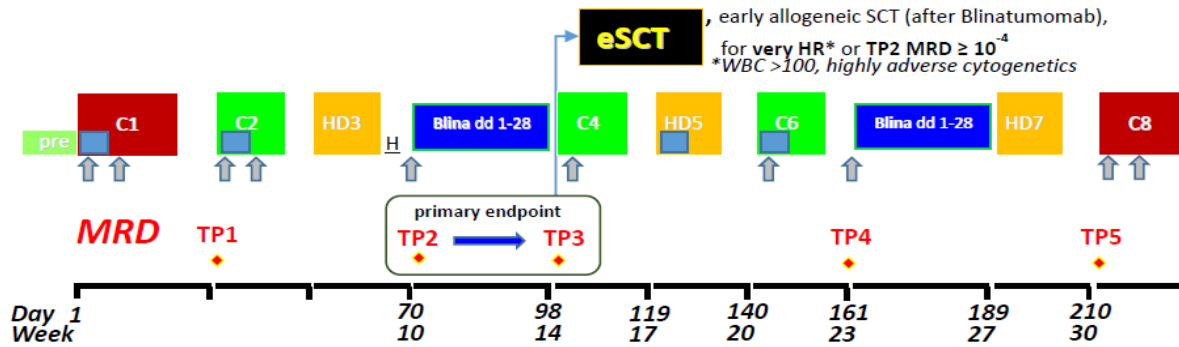 eSCT
, early allogeneic SCT (after Blinatumomab),
for very HR* or TP2 MRD ≥ 10-4
*WBC >100, highly adverse cytogenetics
pre C1 C2 HD3 H Blina dd 1-28 C4 HD5 C6 Blina dd 1-28 HD7 C8
primary endpoint
MRD TP1 TP2 TP3 TP4 TP5
Day 1 70 98 119 140 161 189 210
Week 10 14 17 20 23 27 30